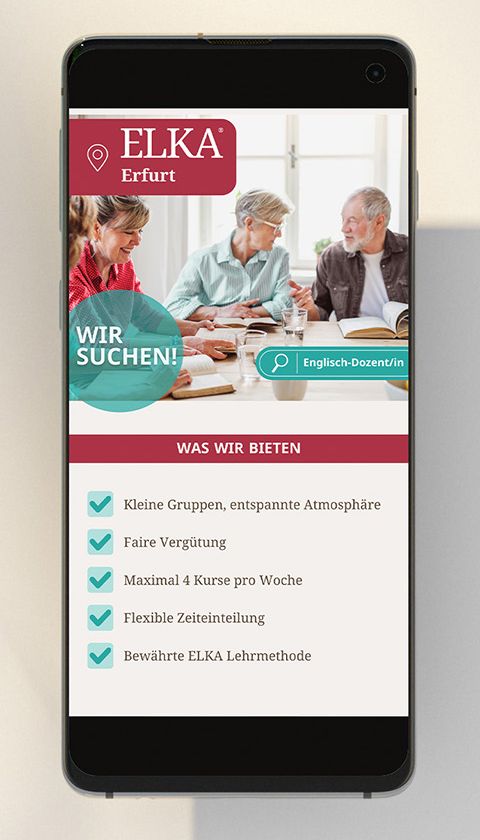 ELKA®
Erfurt
WIR
SUCHEN!
Englisch-Dozent/in
WAS WIR BIETEN
Kleine Gruppen, entspannte Atmosphäre
Faire Vergütung
Maximal 4 Kurse pro Woche
Flexible Zeiteinteilung
Bewährte ELKA Lehrmethode